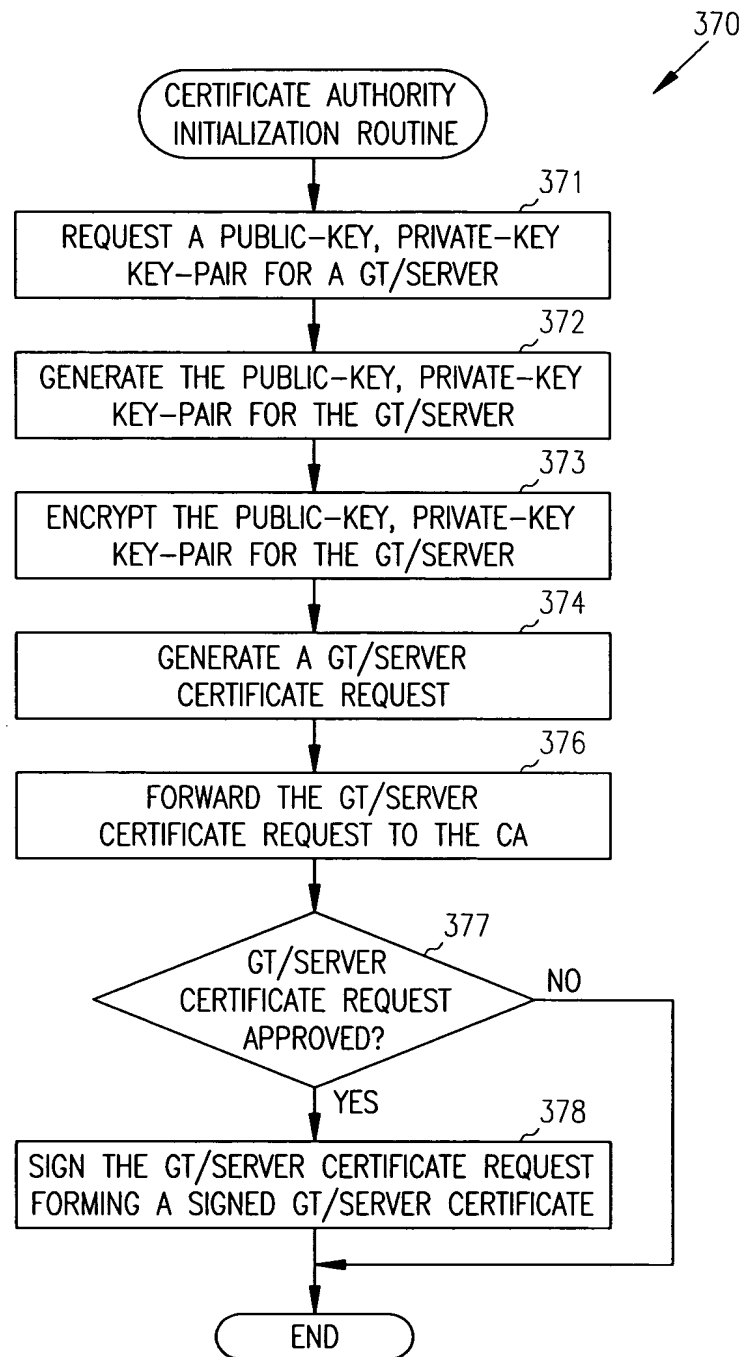 370
CERTIFICATE AUTHORITY
INITIALIZATION ROUTINE
371
REQUEST A PUBLIC-KEY, PRIVATE-KEY
KEY-PAIR FOR A GT/SERVER
372
GENERATE THE PUBLIC-KEY, PRIVATE-KEY
KEY-PAIR FOR THE GT/SERVER
373
ENCRYPT THE PUBLIC-KEY, PRIVATE-KEY
KEY-PAIR FOR THE GT/SERVER
374
GENERATE A GT/SERVER
CERTIFICATE REQUEST
376
FORWARD THE GT/SERVER
CERTIFICATE REQUEST TO THE CA
377
GT/SERVER
CERTIFICATE REQUEST
APPROVED?
NO
YES
378
SIGN THE GT/SERVER CERTIFICATE REQUEST
FORMING A SIGNED GT/SERVER CERTIFICATE
END